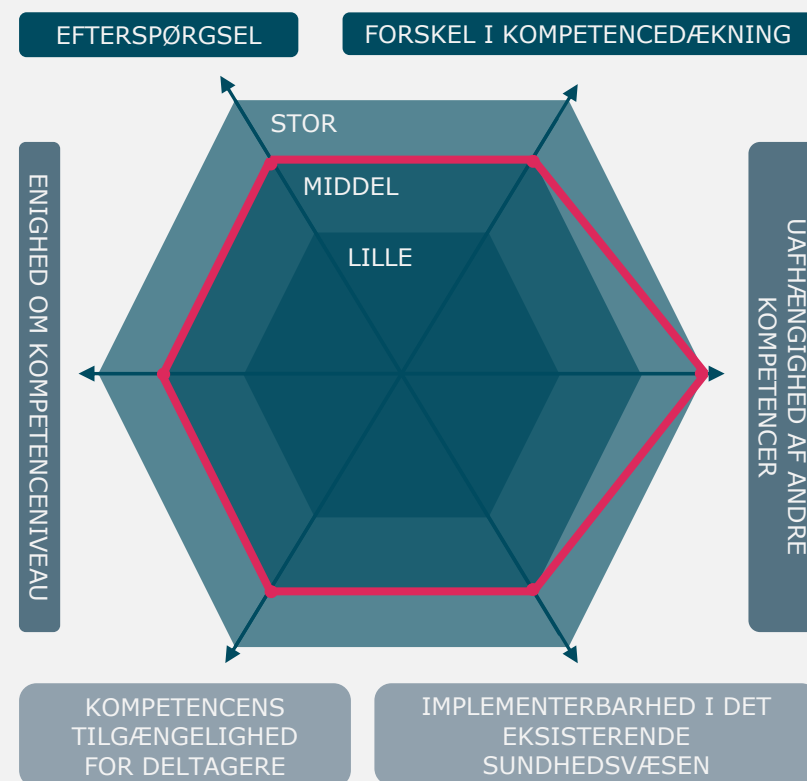 EFTERSPØRGSEL
FORSKEL I KOMPETENCEDÆKNING
STOR
MIDDEL
LILLE
ENIGHED OM KOMPETENCENIVEAU
UAFHÆNGIGHED AF ANDRE
KOMPETENCER
KOMPETENCENS
TILGÆNGELIGHED
FOR DELTAGERE
IMPLEMENTERBARHED I DET
EKSISTERENDE
SUNDHEDSVÆSEN